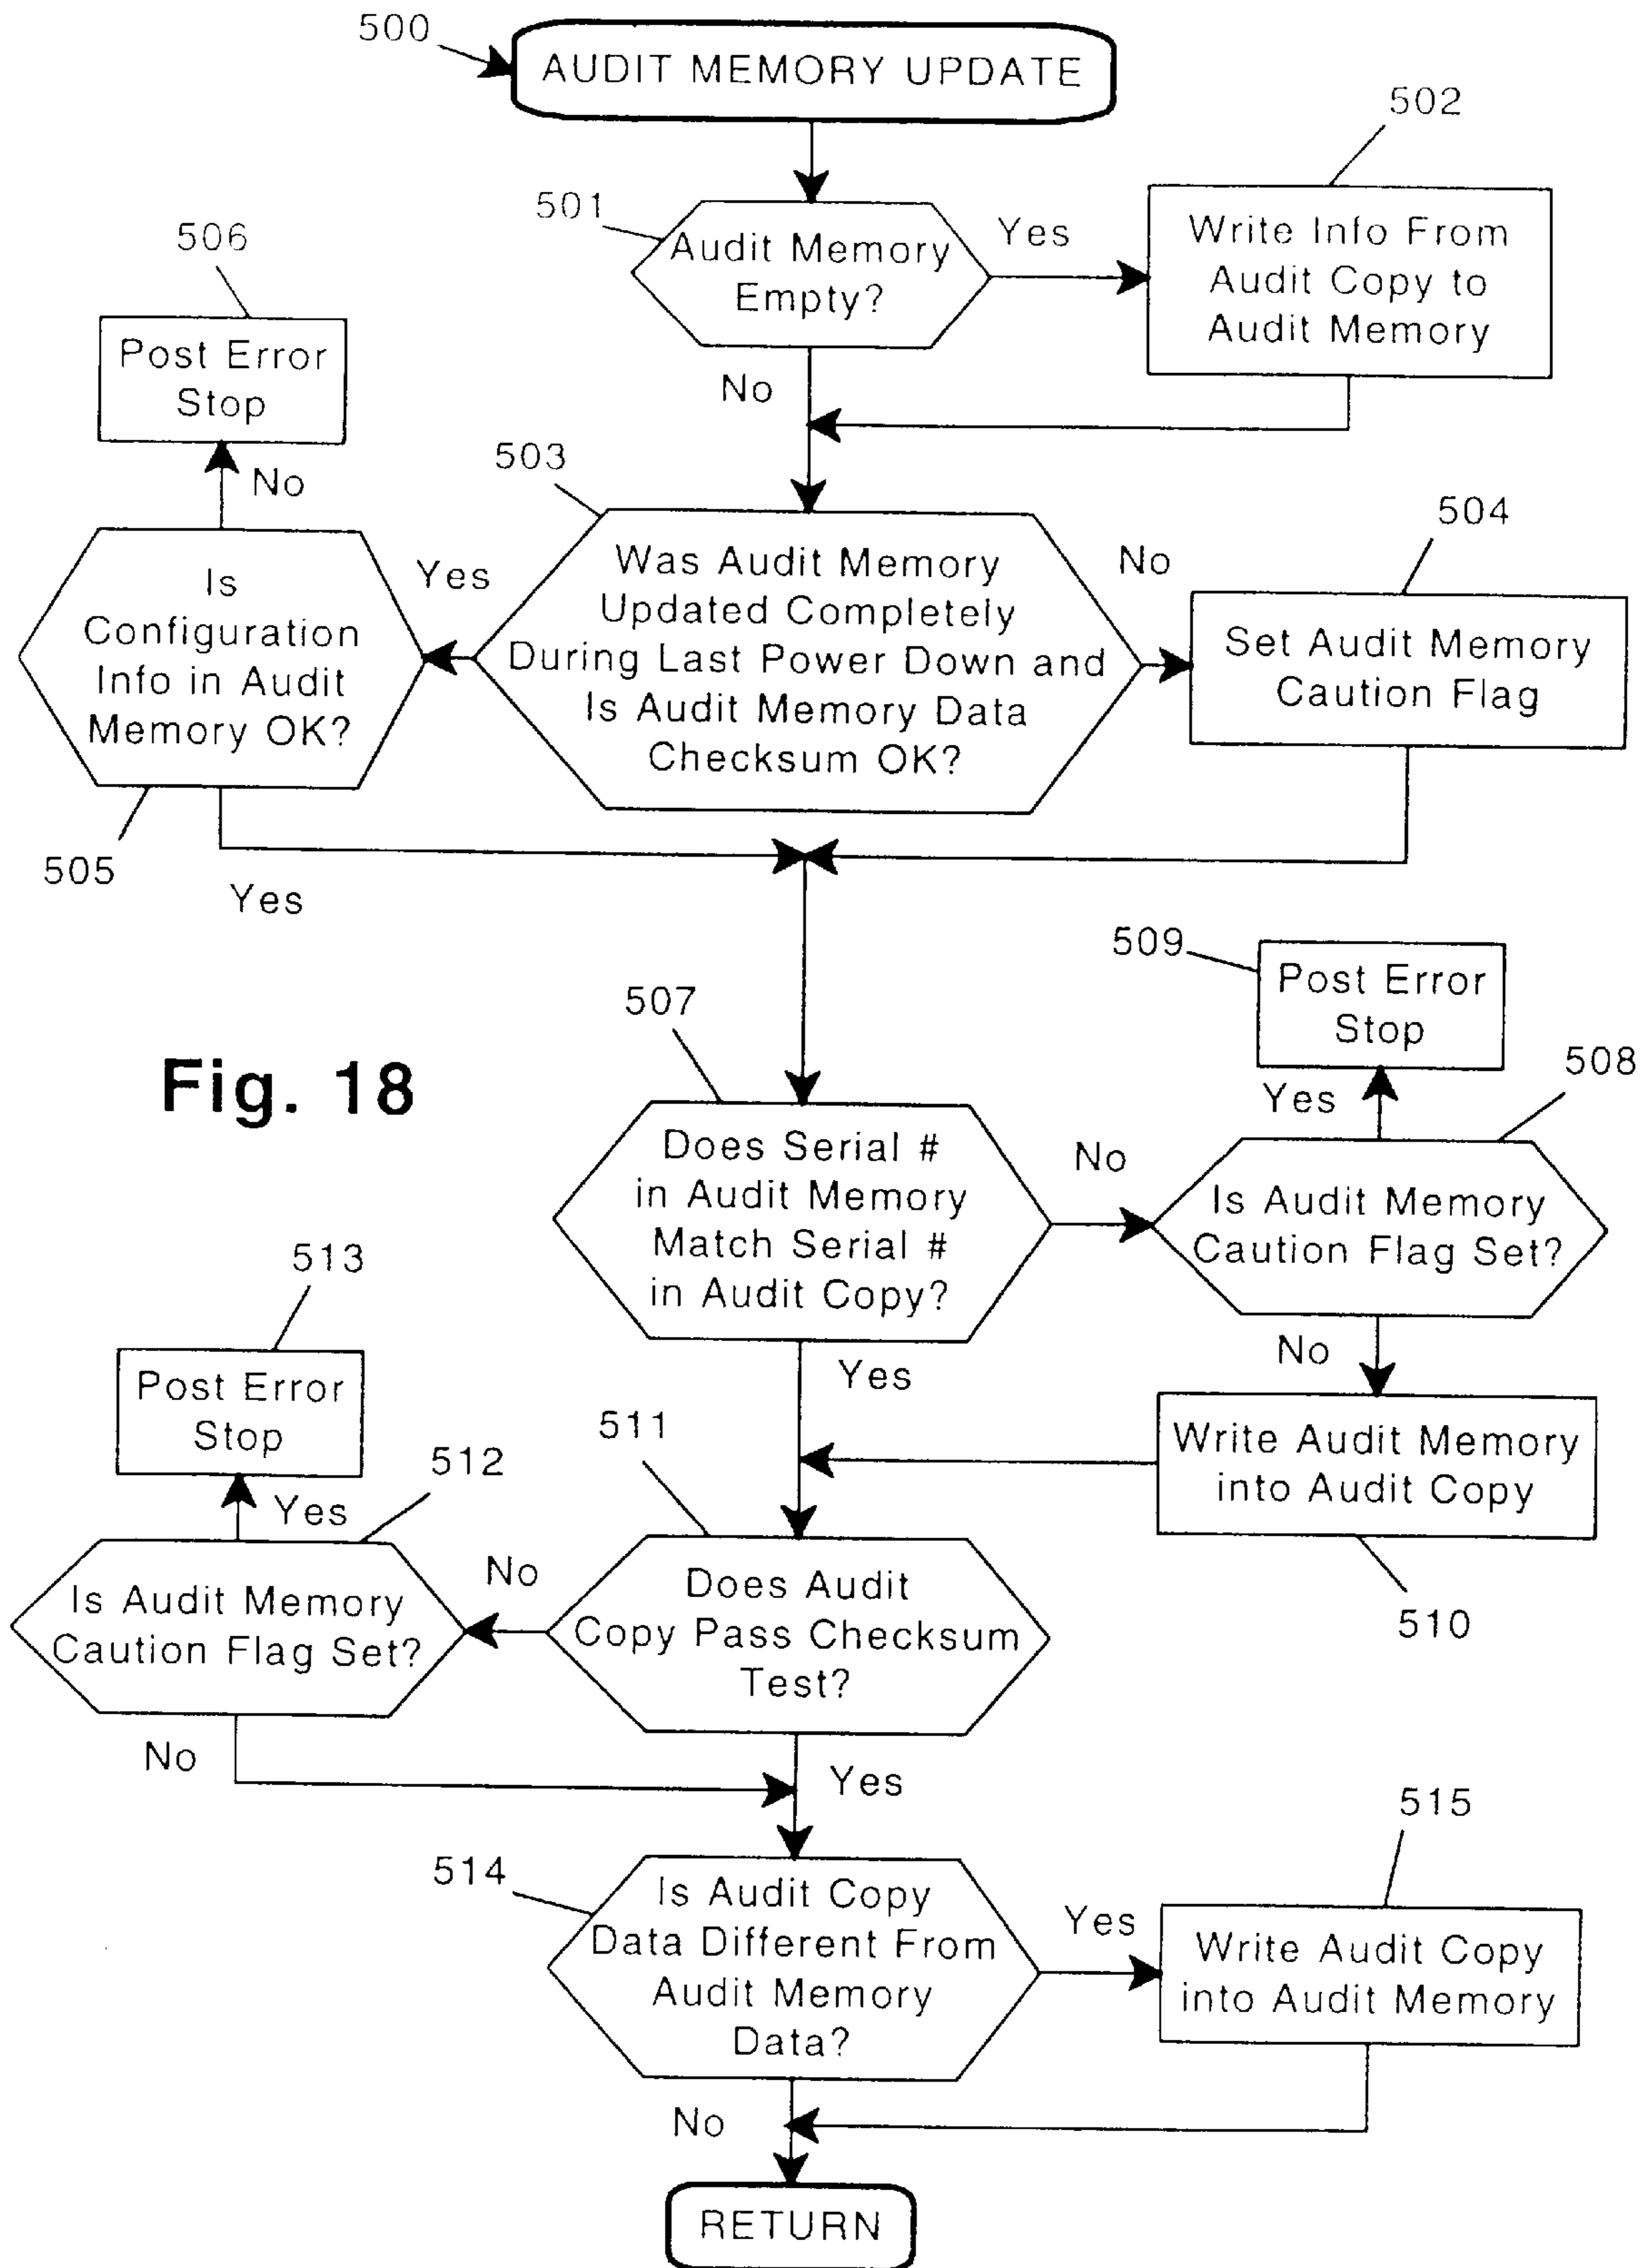 500
AUDIT MEMORY UPDATE
502
501
Audit Memory
Empty?
Yes
Write Info From
Audit Copy to
Audit Memory
506
Post Error
Stop
No
No
503
504
Is
Configuration
Info in Audit
Memory OK?
Yes
Was Audit Memory
Updated Completely
During Last Power Down and
Is Audit Memory Data
Checksum OK?
No
Set Audit Memory
Caution Flag
505
Yes
509
Post Error
Stop
507
508
Yes
Fig. 18
Does Serial #
in Audit Memory
Match Serial #
in Audit Copy?
No
Is Audit Memory
Caution Flag Set?
No
Yes
513
Post Error
Stop
Write Audit Memory
into Audit Copy
510
511
512
Yes
Is Audit Memory
Caution Flag Set?
No
Does Audit
Copy Pass Checksum
Test?
No
Yes
515
514
Is Audit Copy
Data Different From
Audit Memory
Data?
Yes
Write Audit Copy
into Audit Memory
No
RETURN